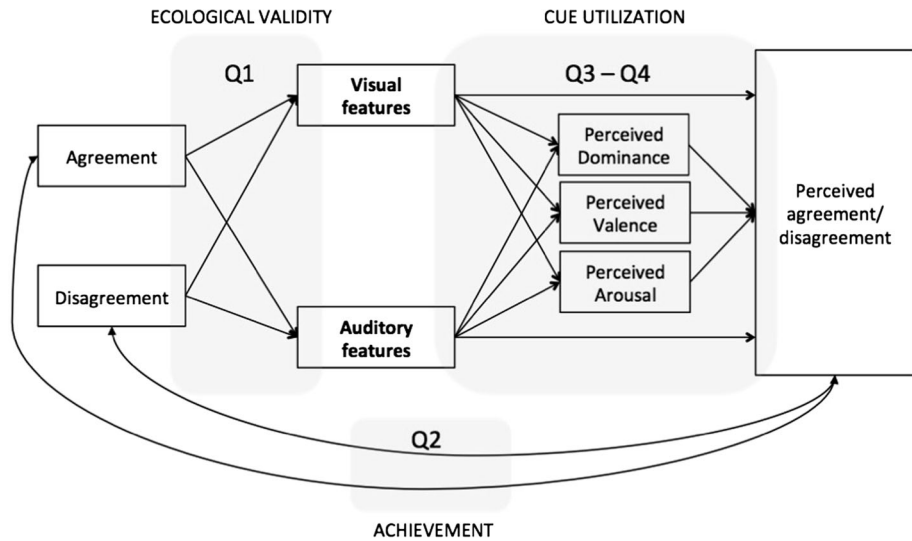 ECOLOGICAL VALIDITY
CUE UTILIZATION
Q1
Visual
features
Q3 – Q4
Agreement
Perceived
Dominance
Perceived
Valence
Perceived
agreement/
disagreement
Disagreement
Perceived
Arousal
Auditory
features
Q2
ACHIEVEMENT